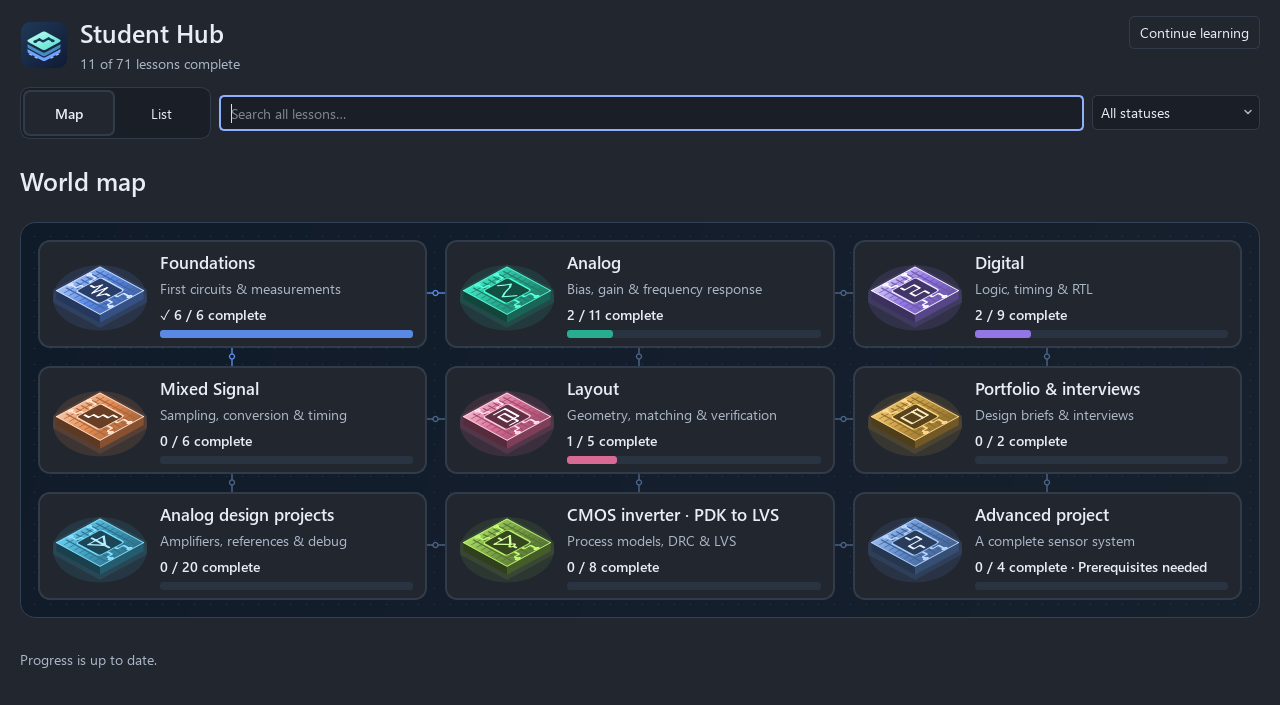 Student Hub
11 of 71 lessons complete
Continue learning
Map
List
Search all lessons...
All statuses
World map
Foundations
First circuits & measurements
✓ 6 / 6 complete
Analog
Bias, gain & frequency response
2 / 11 complete
Digital
Logic, timing & RTL
2 / 9 complete
Mixed Signal
Sampling, conversion & timing
0 / 6 complete
Layout
Geometry, matching & verification
1 / 5 complete
Portfolio & interviews
Design briefs & interviews
0 / 2 complete
Analog design projects
Amplifiers, references & debug
0 / 20 complete
CMOS inverter · PDK to LVS
Process models, DRC & LVS
0 / 8 complete
Advanced project
A complete sensor system
0 / 4 complete · Prerequisites needed
Progress is up to date.